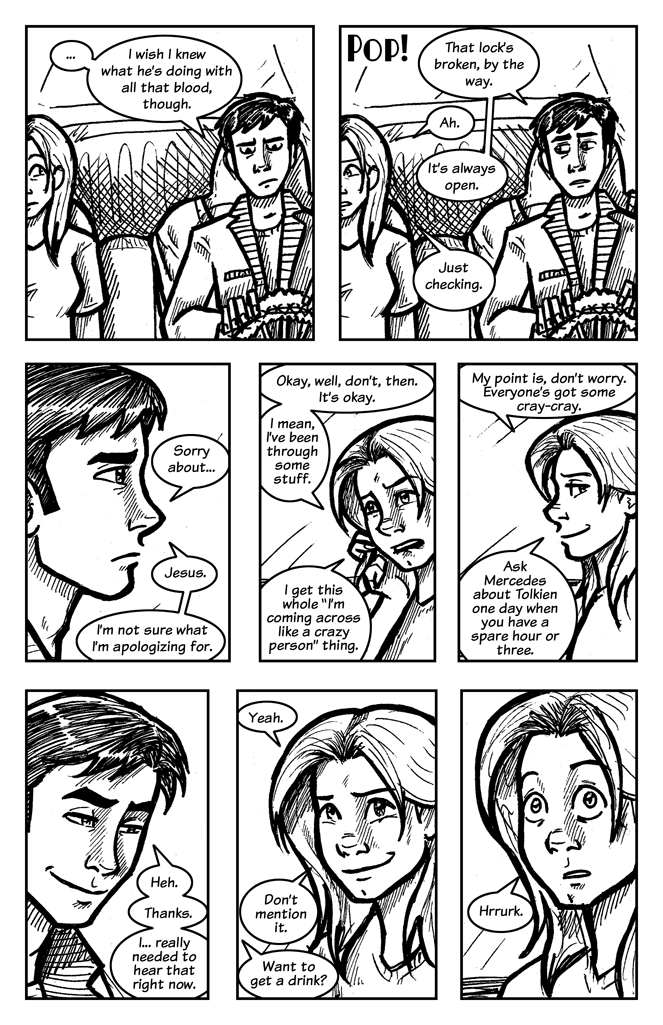 ...
I wish I knew
what he's doing with
all that blood,
though.
POP!
That lock's
broken, by the
way.
Ah.
It's always
open.
Just
checking.
Sorry
about...
Jesus.
I'm not sure what
I'm apologizing for.
Okay, well, don't, then.
It's okay.
I mean,
I've been
through
some
stuff.
I get this
whole "I'm
coming across
like a crazy
person" thing.
My point is, don't worry.
Everyone's got some
cray-cray.
Ask
Mercedes
about Tolkien
one day when
you have a
spare hour or
three.
Heh.
Thanks.
I... really
needed to
hear that
right now.
Yeah.
Don't
mention
it.
Want to
get a drink?
Hrrurk.